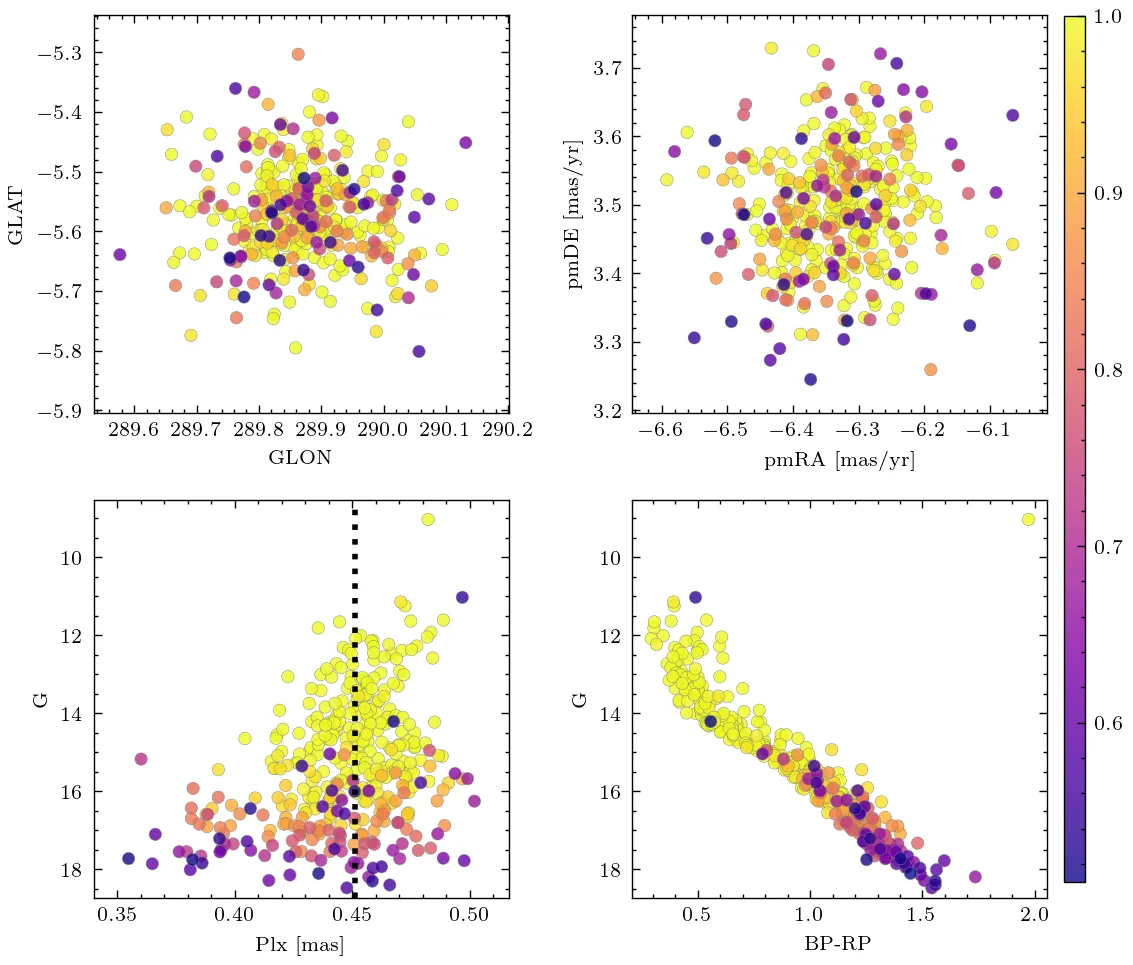 −5.3
−5.4
−5.5
−5.6
−5.7
−5.8
−5.9
GLAT
289.6 289.7 289.8 289.9 290.0 290.1 290.2
GLON
3.7
3.6
3.5
3.4
3.3
3.2
pmDE [mas/yr]
−6.6 −6.5 −6.4 −6.3 −6.2 −6.1
pmRA [mas/yr]
1.0
0.9
0.8
0.7
0.6
10
12
14
16
18
G
0.35 0.40 0.45 0.50
Plx [mas]
10
12
14
16
18
G
0.5 1.0 1.5 2.0
BP-RP